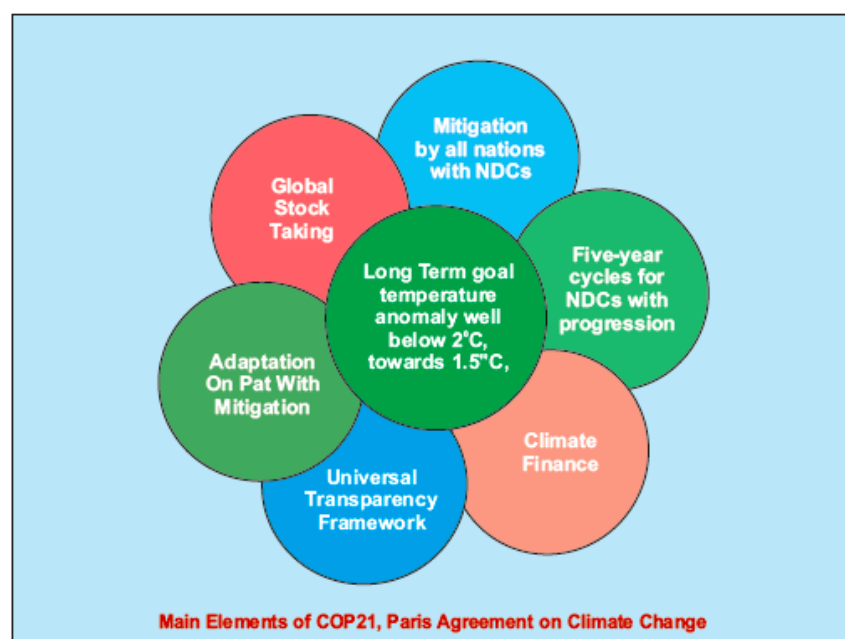 Mitigation
by all nations
with NDCs
Global
Stock
Taking
Five-year
cycles for
NDCs with
progression
Long Term goal
temperature
anomaly well
below 2°C,
towards 1.5"C,
Adaptation
On Pat With
Mitigation
Climate
Finance
Universal
Transparency
Framework
Main Elements of COP21, Paris Agreement on Climate Change